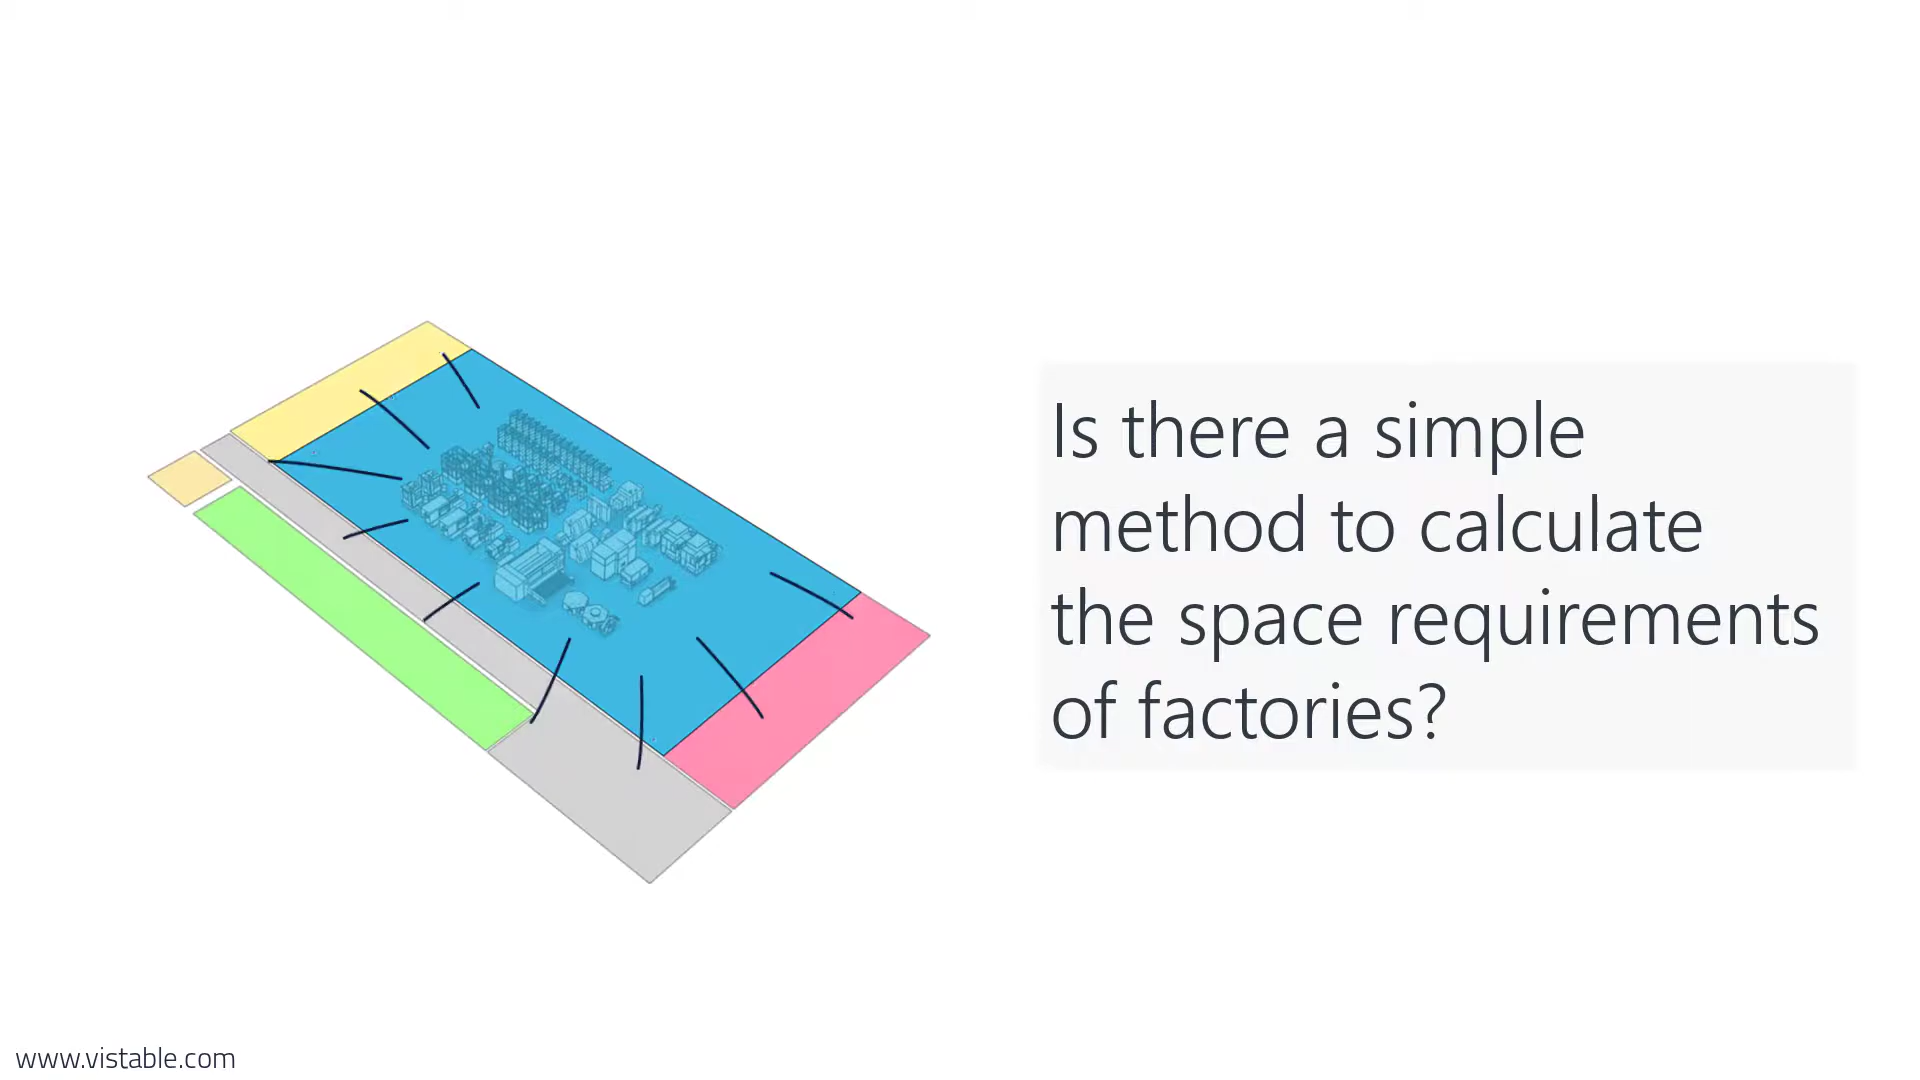 Is there a simple
method to calculate
the space requirements
of factories?
www.vistable.com